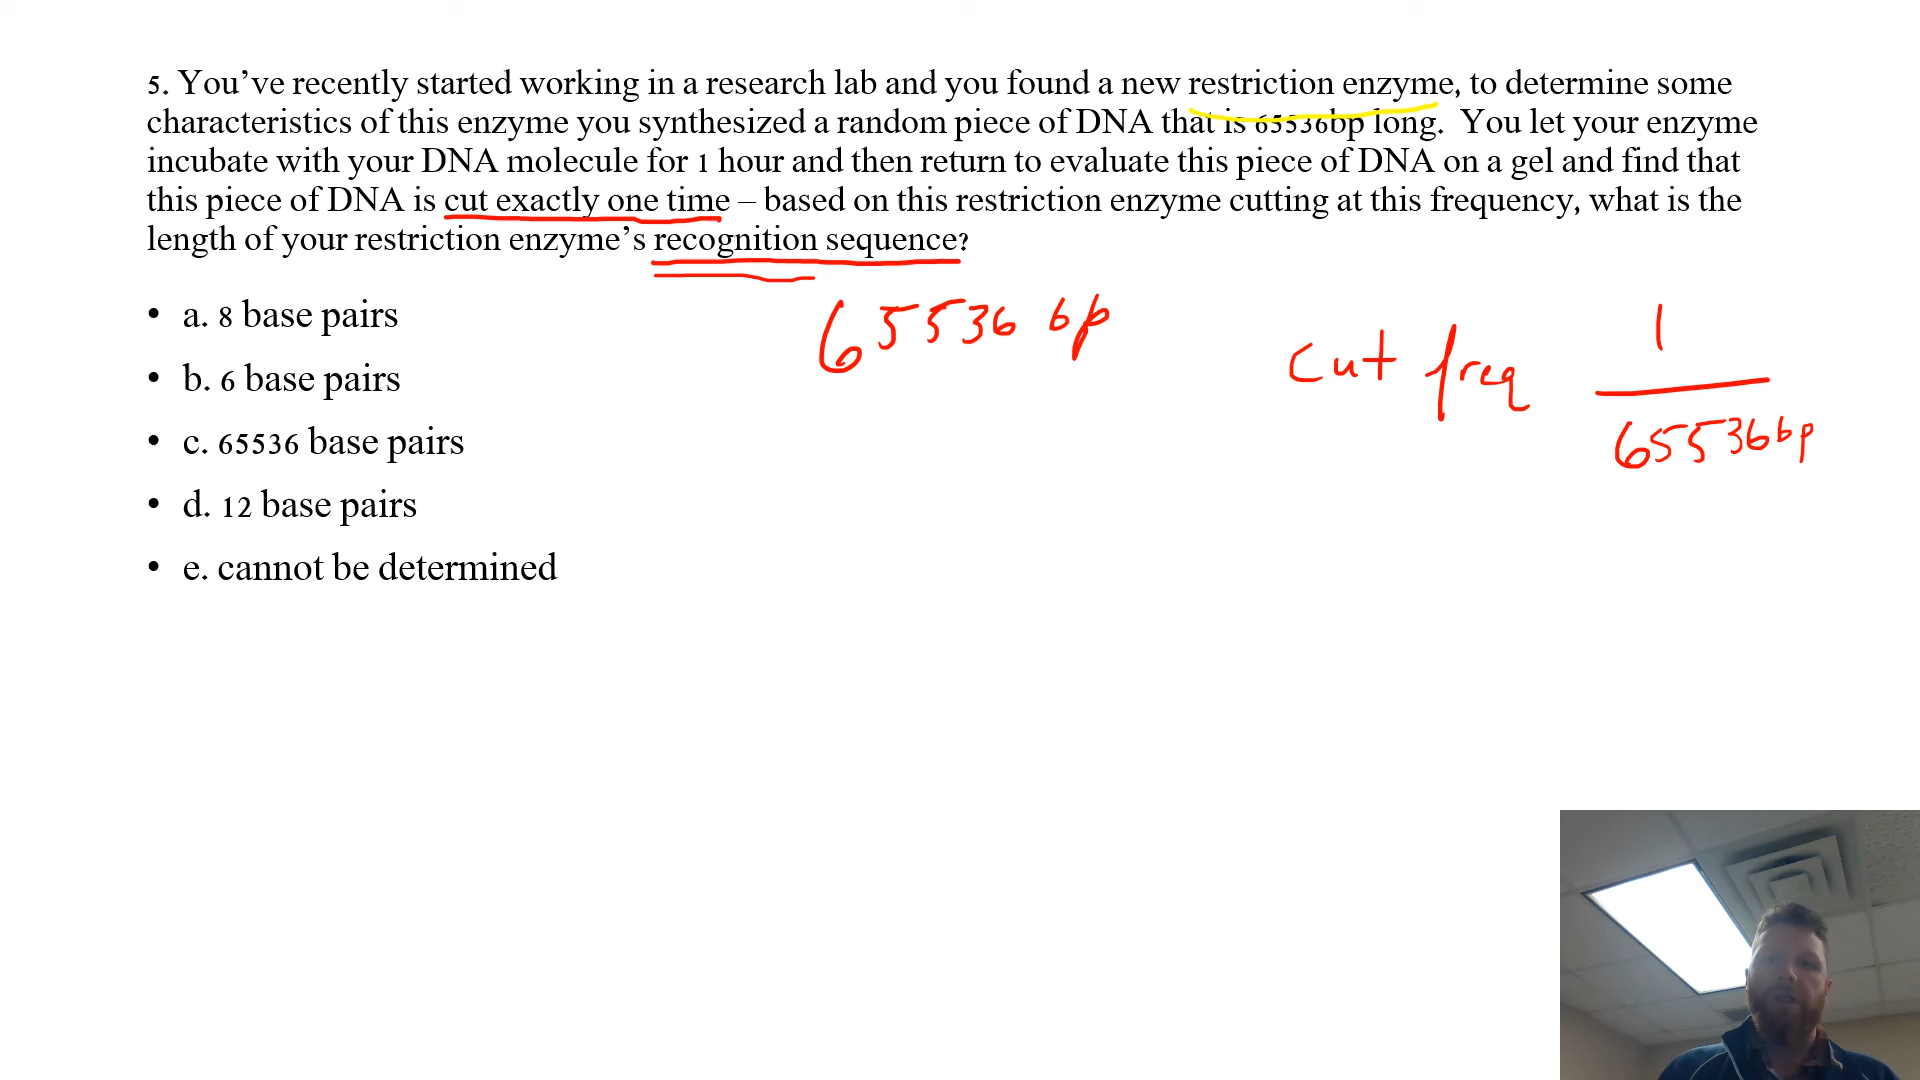 5. You’ve recently started working in a research lab and you found a new restriction enzyme, to determine some
characteristics of this enzyme you synthesized a random piece of DNA that is 65536bp long.  You let your enzyme
incubate with your DNA molecule for 1 hour and then return to evaluate this piece of DNA on a gel and find that
this piece of DNA is cut exactly one time – based on this restriction enzyme cutting at this frequency, what is the
length of your restriction enzyme’s recognition sequence?
• a. 8 base pairs
65536 bp
1
cut freq
• b. 6 base pairs
• c. 65536 base pairs
65536bp
• d. 12 base pairs
• e. cannot be determined